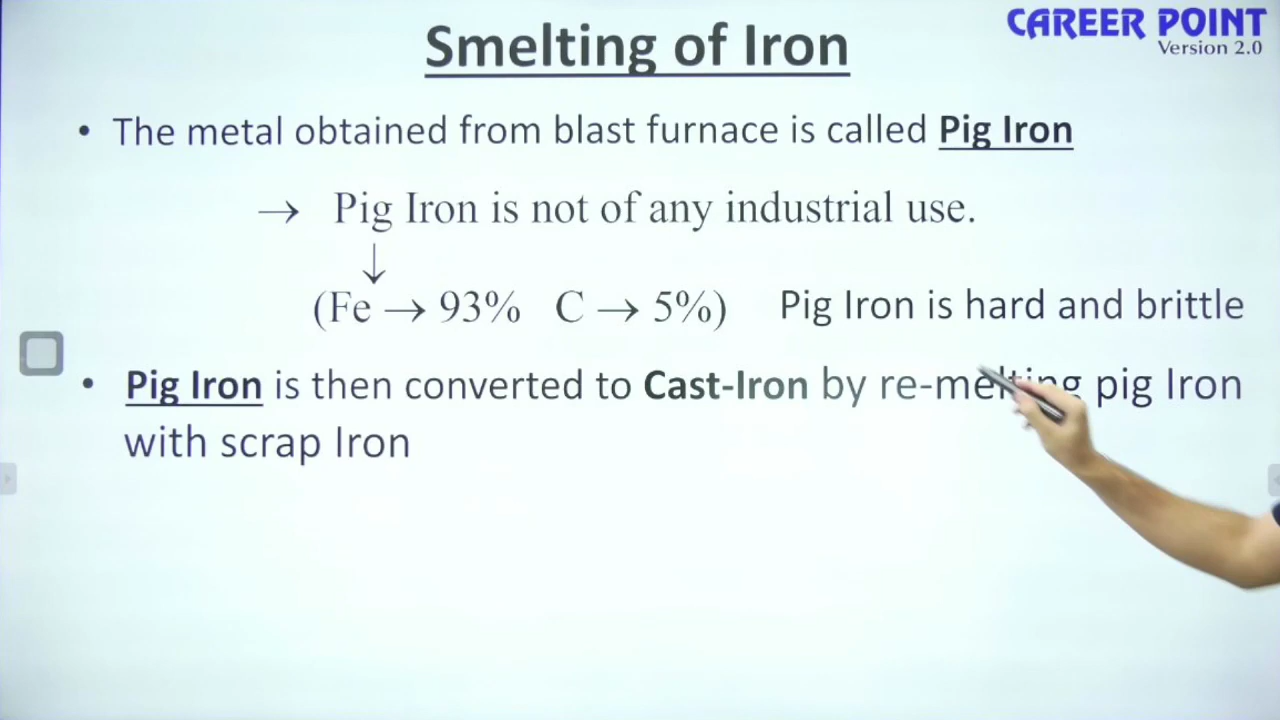 CAREER POINT
Version 2.0
Smelting of Iron
• The metal obtained from blast furnace is called Pig Iron
→ Pig Iron is not of any industrial use.
↓
(Fe → 93% C → 5%) Pig Iron is hard and brittle
• Pig Iron is then converted to Cast-Iron by re-melting pig Iron
with scrap Iron